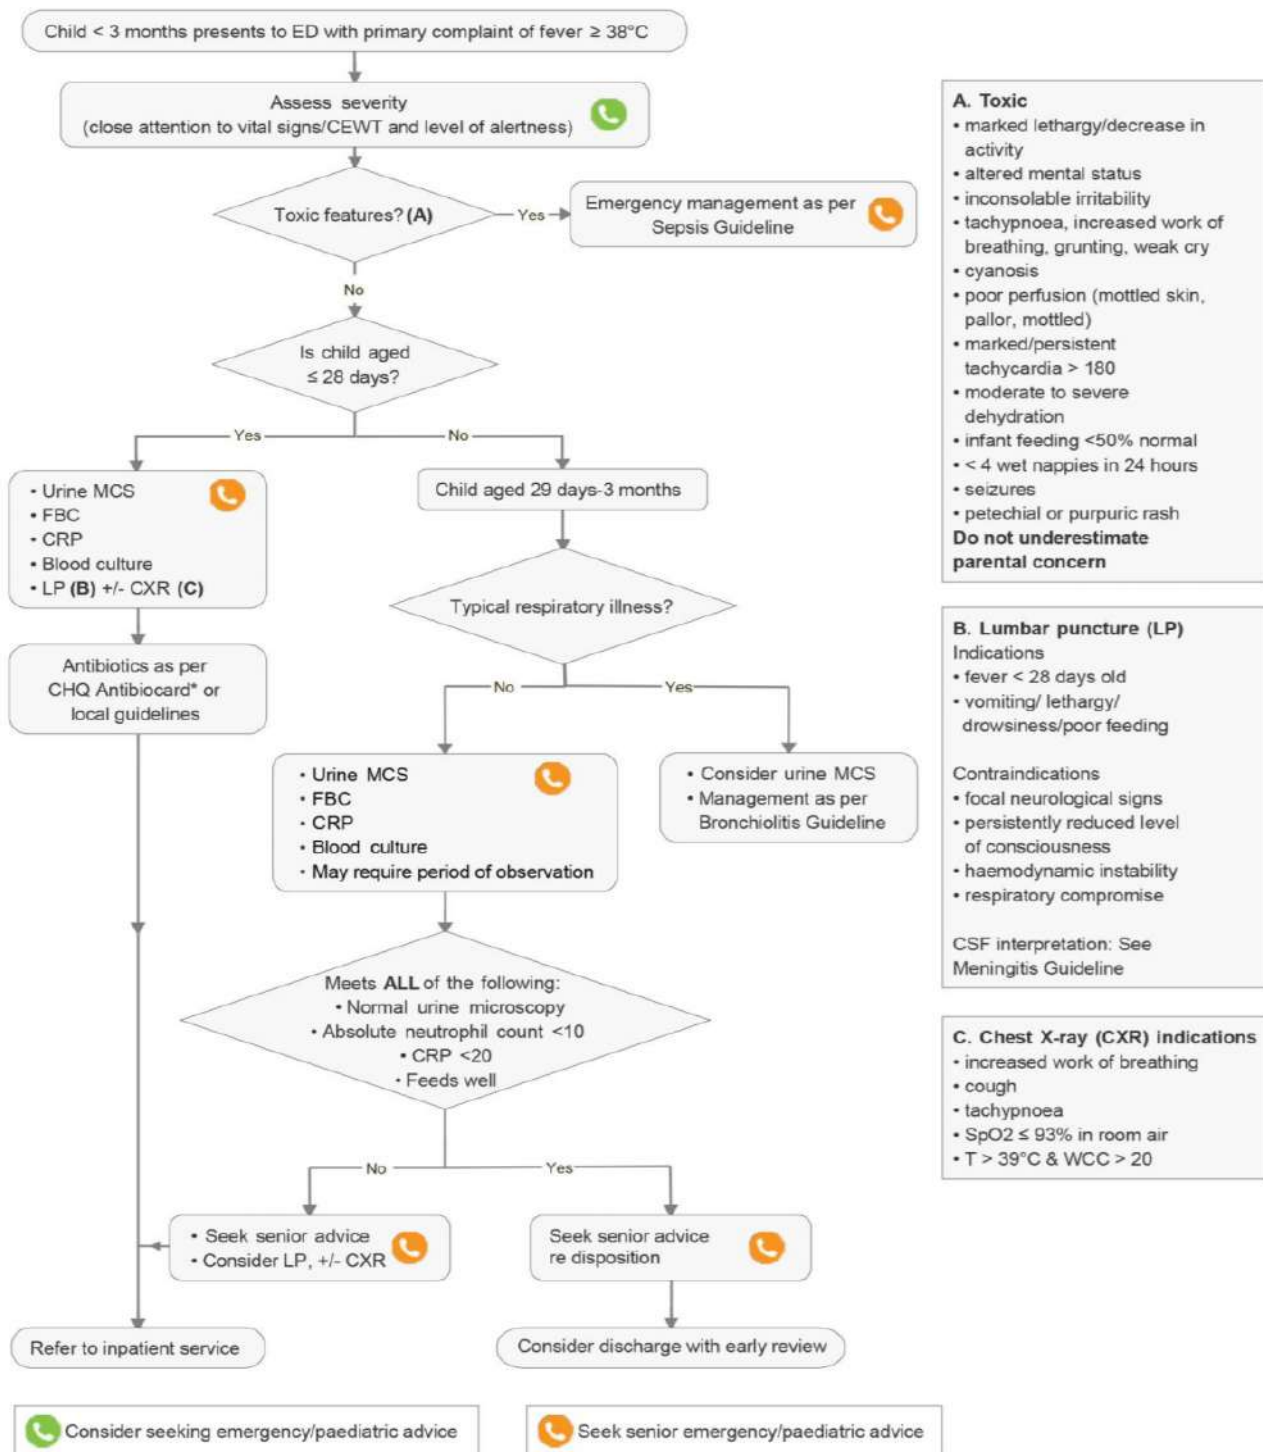 Child < 3 months presents to ED with primary complaint of fever ≥ 38°C
Assess severity
(close attention to vital signs/CEWT and level of alertness)
Toxic features? (A)
Yes
Emergency management as per
Sepsis Guideline
No
Is child aged
≤ 28 days?
Yes
No
• Urine MCS
• FBC
• CRP
• Blood culture
• LP (B) +/- CXR (C)
Child aged 29 days-3 months
Antibiotics as per
CHQ Antibiocard* or
local guidelines
Typical respiratory illness?
No
Yes
• Urine MCS
• FBC
• CRP
• Blood culture
• May require period of observation
• Consider urine MCS
• Management as per
Bronchiolitis Guideline
Meets ALL of the following:
• Normal urine microscopy
• Absolute neutrophil count <10
• CRP <20
• Feeds well
No
Yes
• Seek senior advice
• Consider LP, +/- CXR
Seek senior advice
re disposition
Refer to inpatient service
Consider discharge with early review
Consider seeking emergency/paediatric advice
Seek senior emergency/paediatric advice
A. Toxic
• marked lethargy/decrease in
activity
• altered mental status
• inconsolable irritability
• tachypnoea, increased work of
breathing, grunting, weak cry
• cyanosis
• poor perfusion (mottled skin,
pallor, mottled)
• marked/persistent
tachycardia > 180
• moderate to severe
dehydration
• infant feeding <50% normal
• < 4 wet nappies in 24 hours
• seizures
• petechial or purpuric rash
Do not underestimate
parental concern
B. Lumbar puncture (LP)
Indications
• fever < 28 days old
• vomiting/ lethargy/
drowsiness/poor feeding
Contraindications
• focal neurological signs
• persistently reduced level
of consciousness
• haemodynamic instability
• respiratory compromise
CSF interpretation: See
Meningitis Guideline
C. Chest X-ray (CXR) indications
• increased work of breathing
• cough
• tachypnoea
• SpO2 ≤ 93% in room air
• T > 39°C & WCC > 20